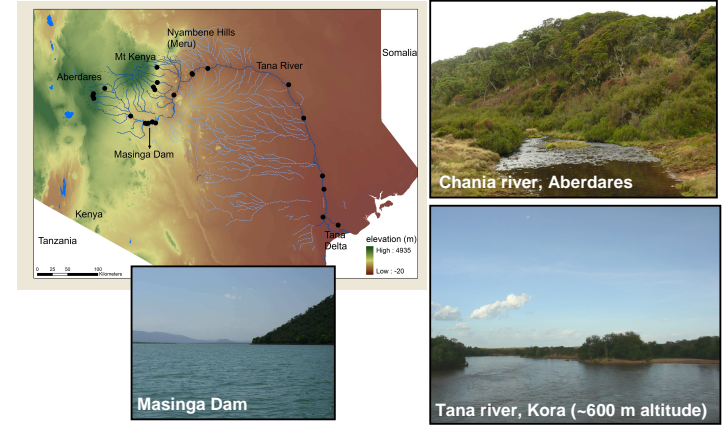 Nyambene Hills
(Meru)
Mt Kenya
Somalia
Tana River
Aberdares
Masinga Dam
Kenya
Tanzania
Tana
Delta
elevation (m)
High : 4935
Low : -20
0 25 50 100
Kilometers
Chania river, Aberdares
Masinga Dam
Tana river, Kora (~600 m altitude)